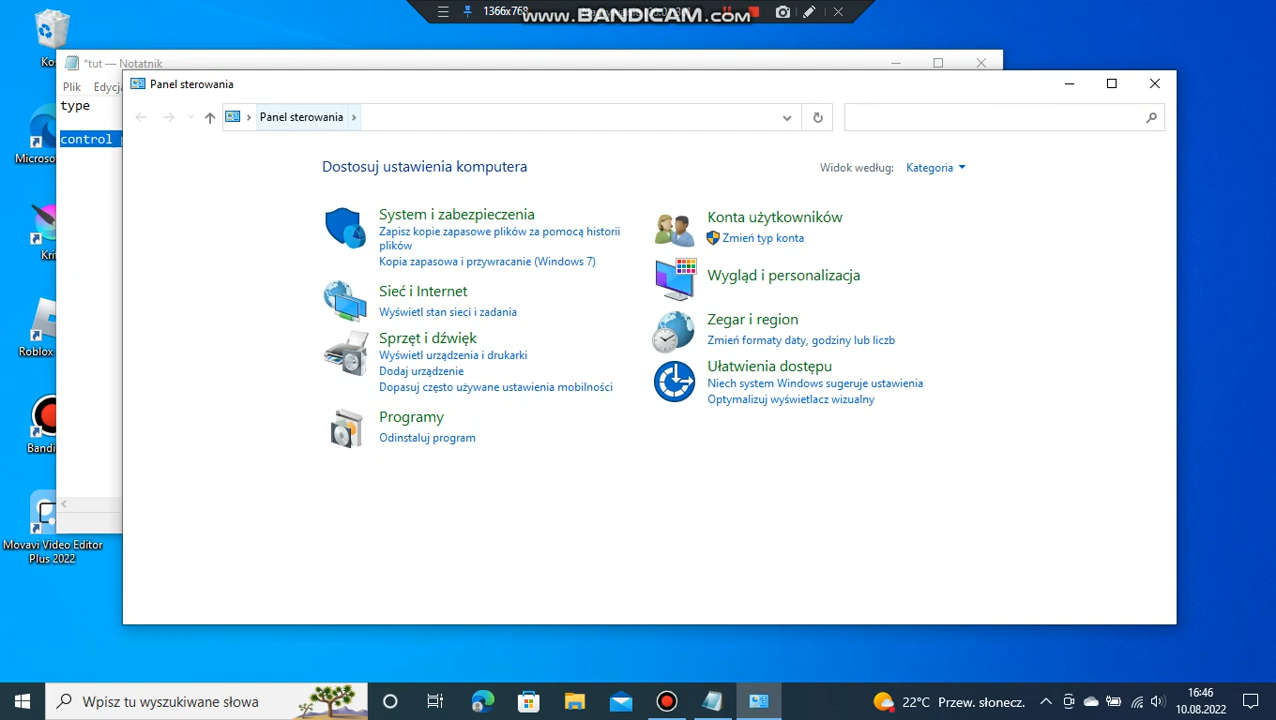 1366x768
WWW.BANDICAM.COM
*tut — Notatnik
Plik
Edycja
type
control
Panel sterowania
Panel sterowania
Dostosuj ustawienia komputera
Widok według:
Kategoria
System i zabezpieczenia
Zapisz kopie zapasowe plików za pomocą historii
plików
Kopia zapasowa i przywracanie (Windows 7)
Sieć i Internet
Wyświetl stan sieci i zadania
Sprzęt i dźwięk
Wyświetl urządzenia i drukarki
Dodaj urządzenie
Dopasuj często używane ustawienia mobilności
Programy
Odinstaluj program
Konta użytkowników
Zmień typ konta
Wygląd i personalizacja
Zegar i region
Zmień formaty daty, godziny lub liczb
Ułatwienia dostępu
Niech system Windows sugeruje ustawienia
Optymalizuj wyświetlacz wizualny
Kos
Microso
Krit
Roblox
Bandi
Movavi Video Editor
Plus 2022
Wpisz tu wyszukiwane słowa
22°C Przew. słonecz.
16:46
10.08.2022